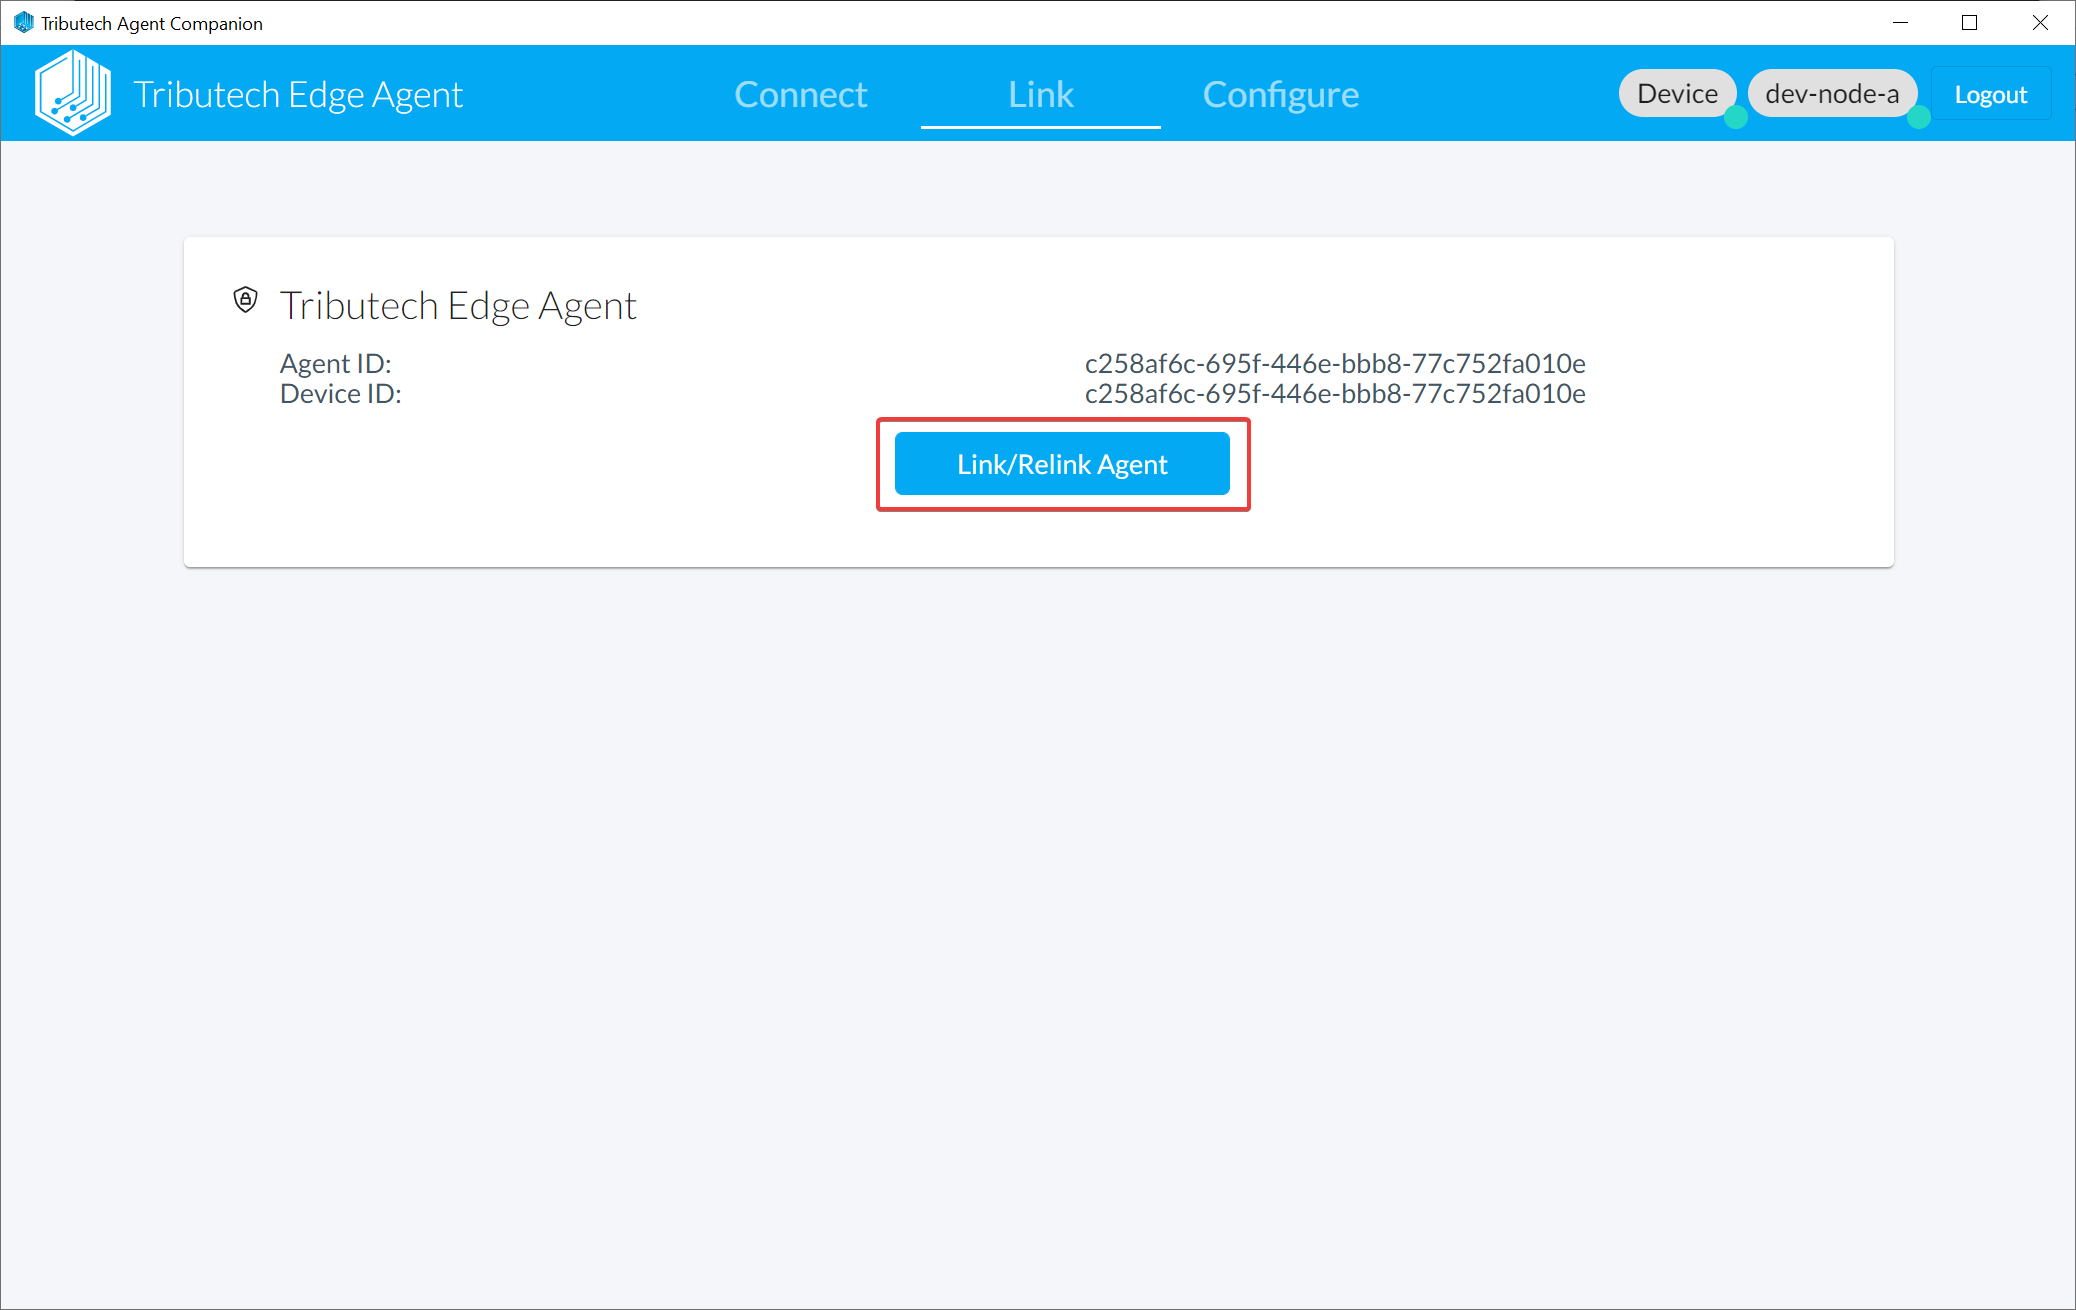 Tributech Agent Companion
Tributech Edge Agent Connect Link Configure Device dev-node-a Logout
Tributech Edge Agent
Agent ID: c258af6c-695f-446e-bbb8-77c752fa010e
Device ID: c258af6c-695f-446e-bbb8-77c752fa010e
Link/Relink Agent